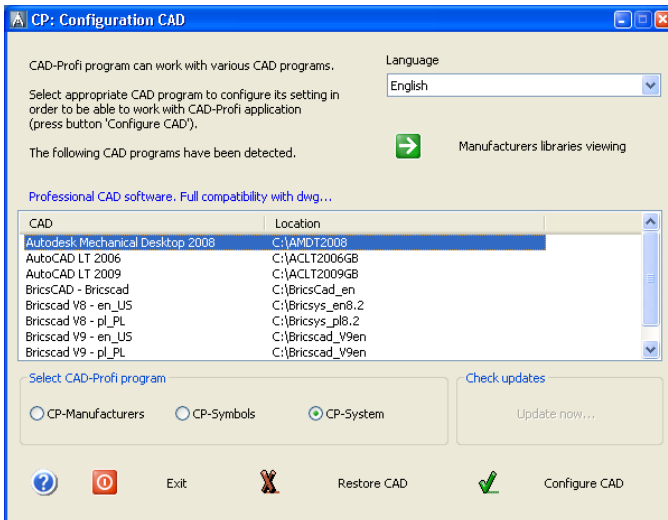 CP: Configuration CAD
CAD-Profi program can work with various CAD programs.
Select appropriate CAD program to configure its setting in
order to be able to work with CAD-Profi application
(press button 'Configure CAD').
The following CAD programs have been detected.
Language
English
Manufacturers libraries viewing
Professional CAD software. Full compatibility with dwg...
CAD Location
Autodesk Mechanical Desktop 2008 C:\AMDT2008
AutoCAD LT 2006 C:\ACLT2006GB
AutoCAD LT 2009 C:\ACLT2009GB
BricsCAD - Bricscad C:\BricsCad_en
Bricscad V8 - en_US C:\Bricsys_en8.2
Bricscad V8 - pl_PL C:\Bricsys_pl8.2
Bricscad V9 - en_US C:\Bricscad_V9en
Bricscad V9 - pl_PL C:\Bricscad_V9en
Select CAD-Profi program
CP-Manufacturers CP-Symbols CP-System
Check updates
Update now...
Exit Restore CAD Configure CAD